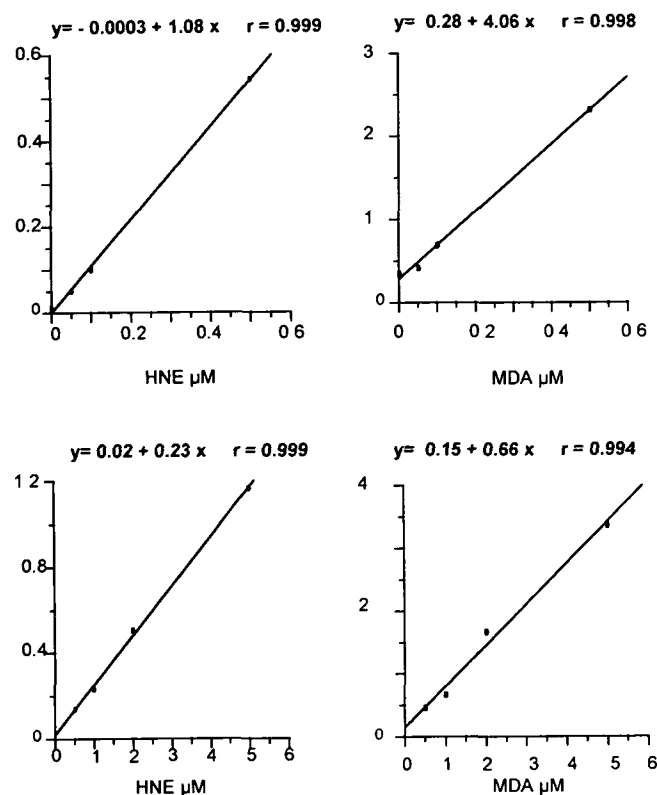 y= - 0.0003 + 1.08 x r = 0.999
0.6
0.4
0.2
0
0 0.2 0.4 0 6
HNE µM
y= 0.28 + 4.06 x r = 0.998
3
2
1
0
0 0 2 0 4 0 6
MDA µM
y= 0.02 + 0.23 x r = 0.999
1 2
0.8
0.4
0
0 1 2 3 4 5 6
HNE µM
y= 0.15 + 0.66 x r = 0.994
4
2
0
0 1 2 3 4 5 6
MDA µM